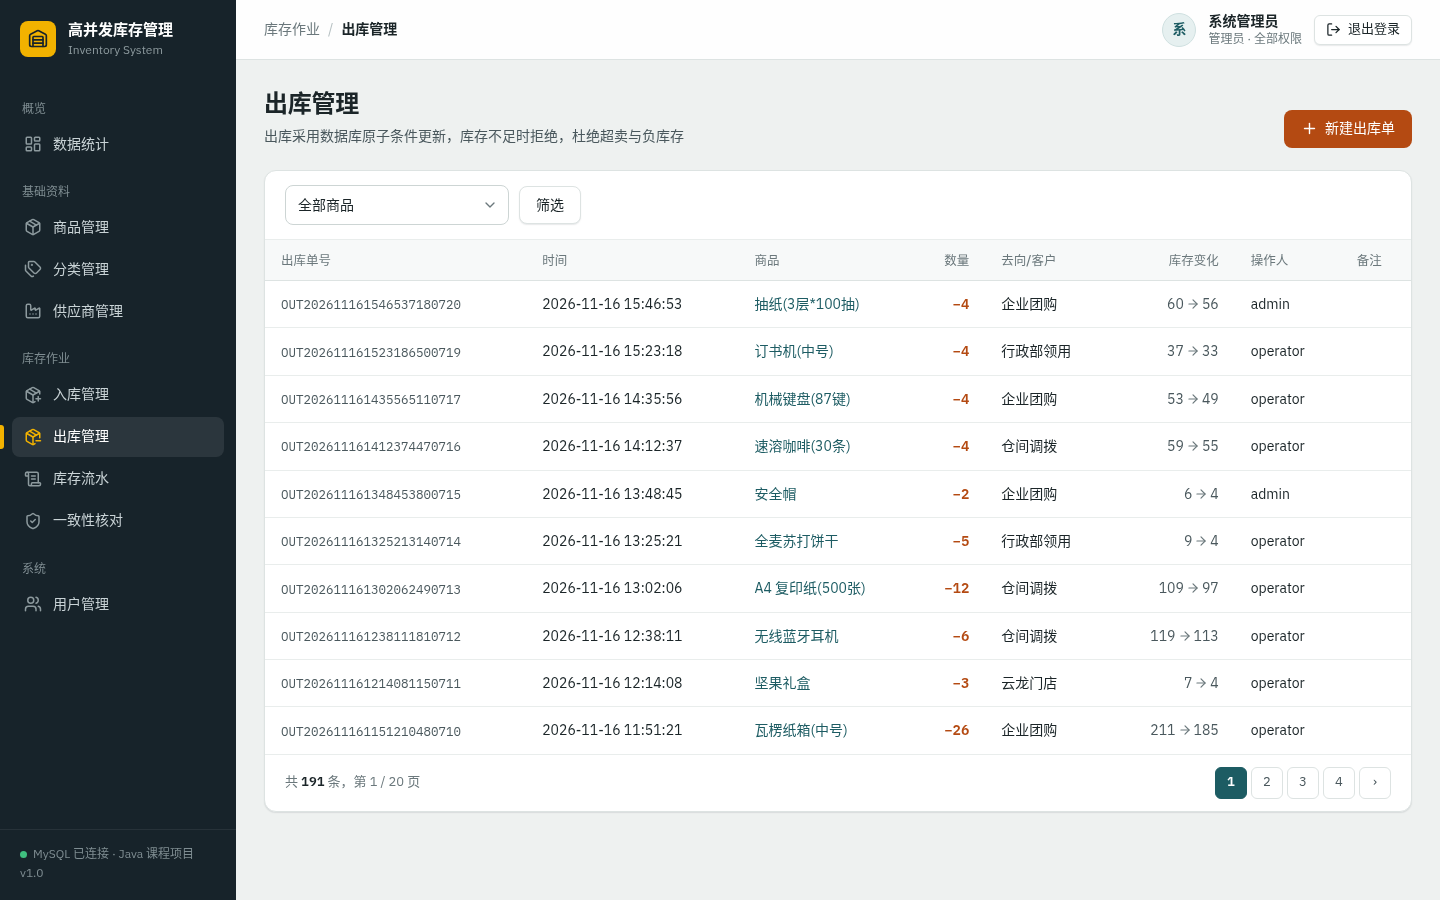 高并发库存管理
Inventory System
概览
数据统计
基础资料
商品管理
分类管理
供应商管理
库存作业
入库管理
出库管理
库存流水
一致性核对
系统
用户管理
MySQL 已连接 · Java 课程项目
v1.0
库存作业 / 出库管理
系
系统管理员
管理员 · 全部权限
退出登录
出库管理
出库采用数据库原子条件更新，库存不足时拒绝，杜绝超卖与负库存
新建出库单
全部商品
筛选
出库单号 时间 商品 数量 去向/客户 库存变化 操作人 备注
OUT202611161546537180720 2026-11-16 15:46:53 抽纸(3层*100抽) −4 企业团购 60 → 56 admin
OUT202611161523186500719 2026-11-16 15:23:18 订书机(中号) −4 行政部领用 37 → 33 operator
OUT202611161435565110717 2026-11-16 14:35:56 机械键盘(87键) −4 企业团购 53 → 49 operator
OUT202611161412374470716 2026-11-16 14:12:37 速溶咖啡(30条) −4 仓间调拨 59 → 55 operator
OUT202611161348453800715 2026-11-16 13:48:45 安全帽 −2 企业团购 6 → 4 admin
OUT202611161325213140714 2026-11-16 13:25:21 全麦苏打饼干 −5 行政部领用 9 → 4 operator
OUT202611161302062490713 2026-11-16 13:02:06 A4 复印纸(500张) −12 仓间调拨 109 → 97 operator
OUT202611161238111810712 2026-11-16 12:38:11 无线蓝牙耳机 −6 仓间调拨 119 → 113 operator
OUT202611161214081150711 2026-11-16 12:14:08 坚果礼盒 −3 云龙门店 7 → 4 operator
OUT202611161151210480710 2026-11-16 11:51:21 瓦楞纸箱(中号) −26 企业团购 211 → 185 operator
共 191 条，第 1 / 20 页
1 2 3 4 ›